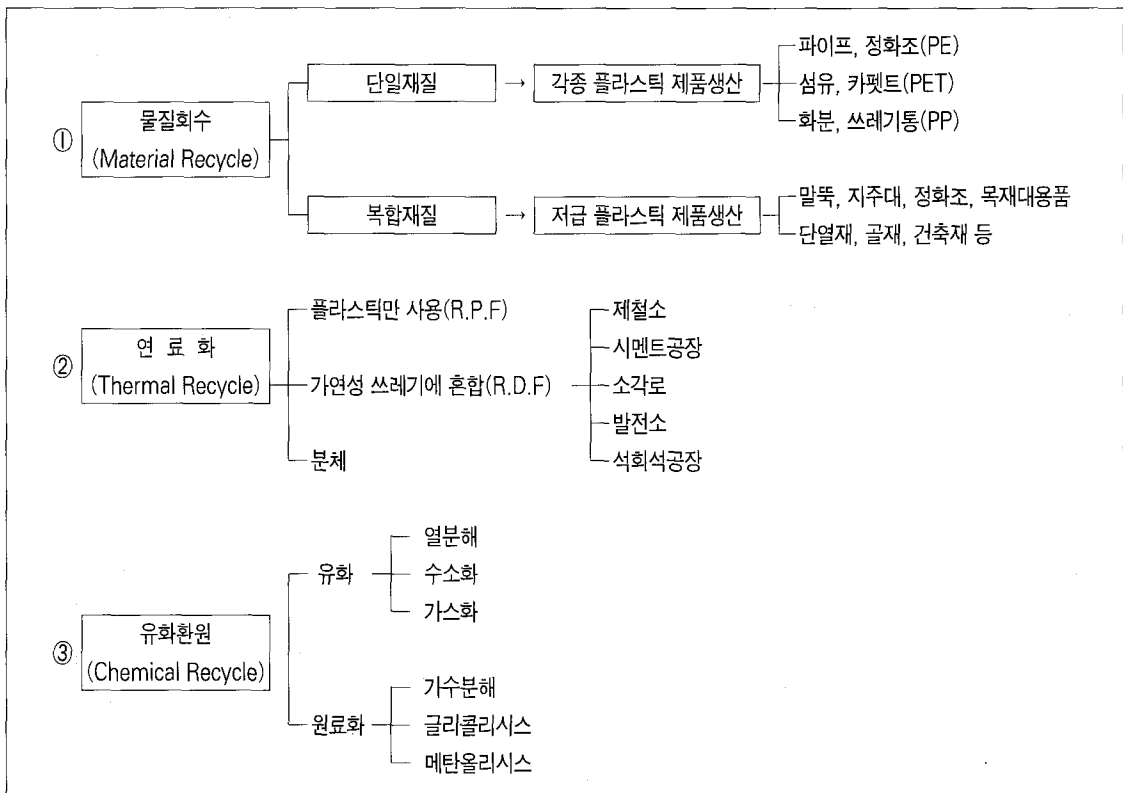 ①
물질회수
(Material Recycle)
단일재질 → 각종 플라스틱 제품생산
파이프, 정화조(PE)
섬유, 카펫트(PET)
화분, 쓰레기통(PP)
복합재질 → 저급 플라스틱 제품생산
말뚝, 지주대, 정화조, 목재대용품
단열재, 골재, 건축재 등
②
연 료 화
(Thermal Recycle)
플라스틱만 사용(R.P.F)
가연성 쓰레기에 혼합(R.D.F)
분체
제철소
시멘트공장
소각로
발전소
석회석공장
③
유화환원
(Chemical Recycle)
유화
열분해
수소화
가스화
원료화
가수분해
글리콜리시스
메탄올리시스